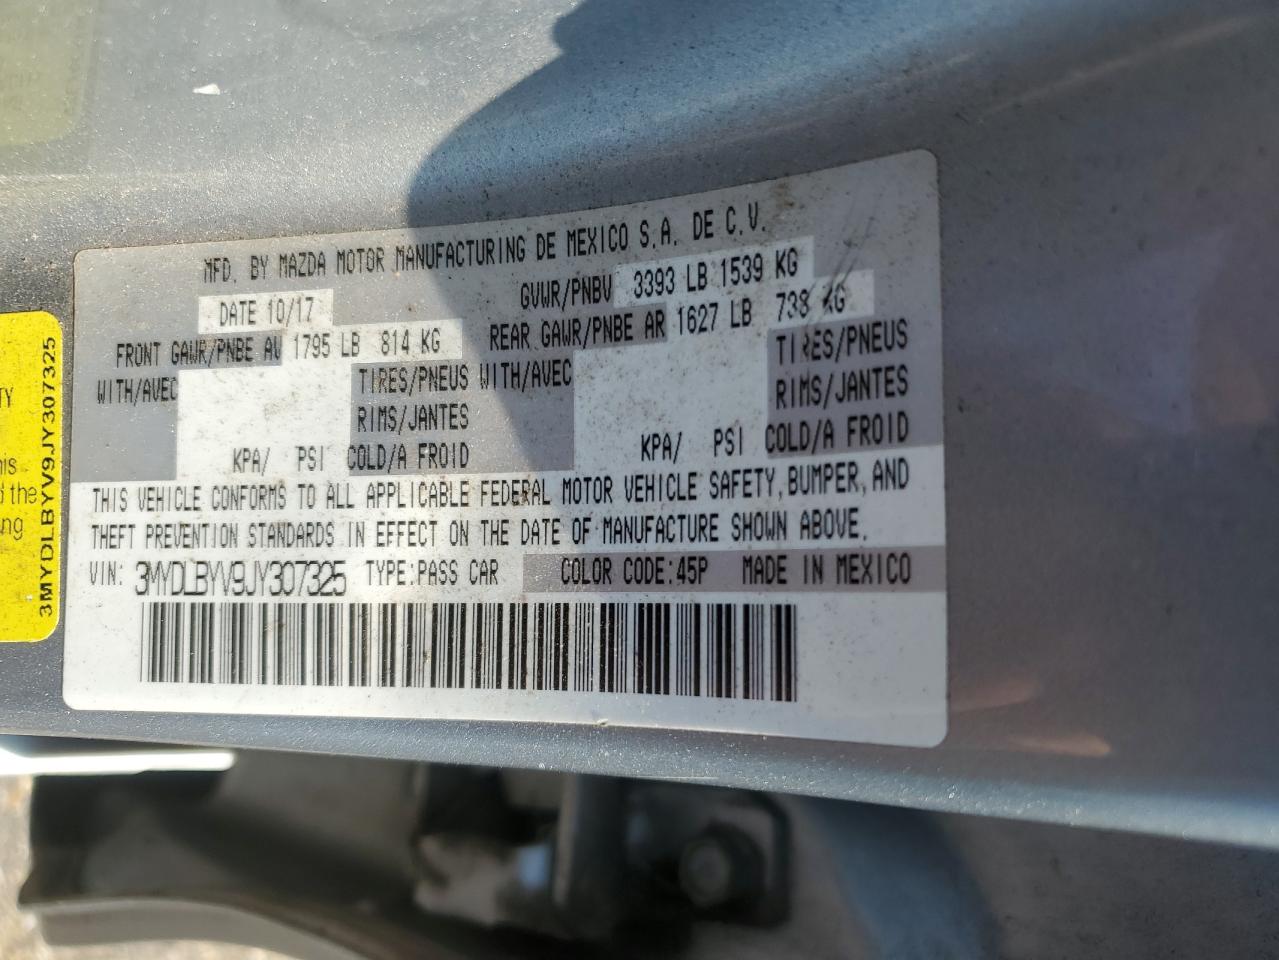 MFD. BY MAZDA MOTOR MANUFACTURING DE MEXICO S.A. DE C.V.
DATE 10/17 GVWR/PNBV 3393 LB 1539 KG
FRONT GAWR/PNBE AV 1795 LB 814 KG REAR GAWR/PNBE AR 1627 LB 738 KG
WITH/AVEC TIRES/PNEUS WITH/AVEC TIRES/PNEUS
RIMS/JANTES RIMS/JANTES
KPA/ PSI COLD/A FROID KPA/ PSI COLD/A FROID
THIS VEHICLE CONFORMS TO ALL APPLICABLE FEDERAL MOTOR VEHICLE SAFETY, BUMPER, AND
THEFT PREVENTION STANDARDS IN EFFECT ON THE DATE OF MANUFACTURE SHOWN ABOVE.
VIN: 3MYDLBYV9JY307325 TYPE:PASS CAR COLOR CODE:45P MADE IN MEXICO
3MYDLBYV9JY307325
the